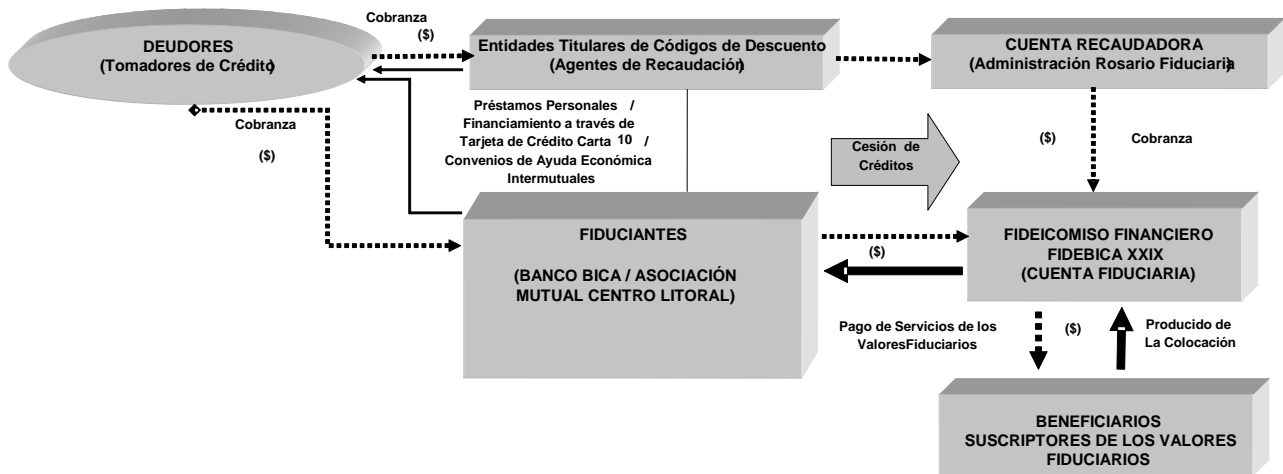 Cobranza
($)
DEUDORES
(Tomadores de Crédito)
Entidades Titulares de Códigos de Descuento
(Agentes de Recaudación)
CUENTA RECAUDADORA
(Administración Rosario Fiduciaria)
Cobranza
($)
Préstamos Personales /
Financiamiento a través de
Tarjeta de Crédito Carta 10 /
Convenios de Ayuda Económica
Intermutuales
Cesión de
Créditos
($)
Cobranza
FIDUCIANTES
(BANCO BICA / ASOCIACIÓN
MUTUAL CENTRO LITORAL)
($)
FIDEICOMISO FINANCIERO
FIDEBICA XXIX
(CUENTA FIDUCIARIA)
Pago de Servicios de los
ValoresFiduciarios
($)
Producido de
La Colocación
BENEFICIARIOS
SUSCRIPTORES DE LOS VALORES
FIDUCIARIOS